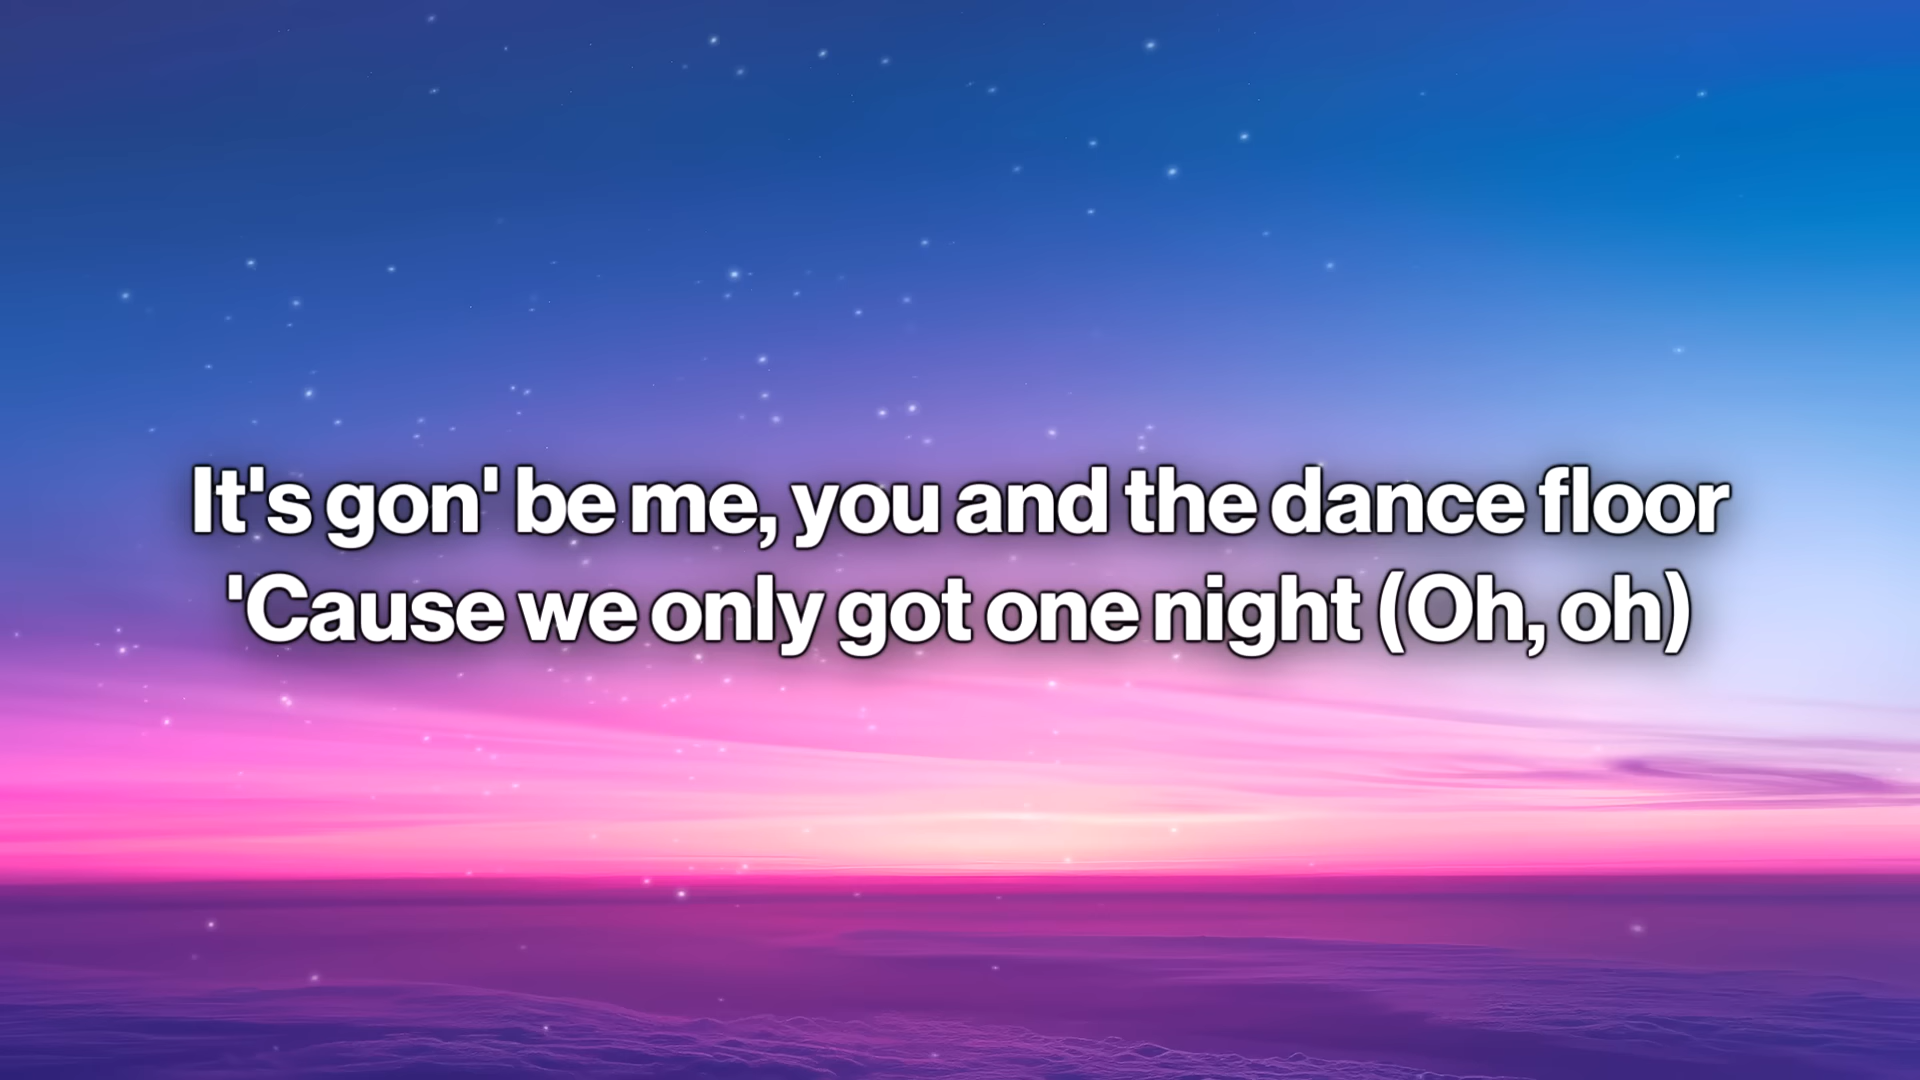 It's gon' be me, you and the dance floor
'Cause we only got one night (Oh, oh)